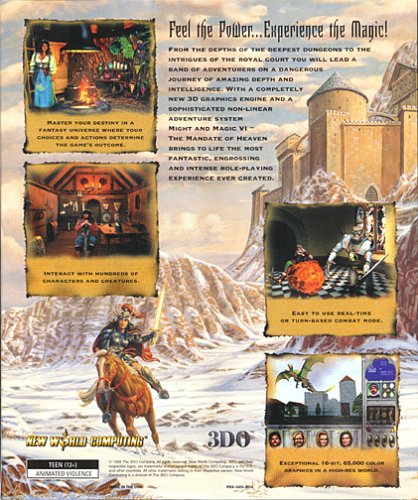 Feel the Power...Experience the Magic!
From the depths of the deepest dungeons to the
intrigues of the royal court you will lead a
band of adventurers on a dangerous
journey of amazing depth and
intelligence. With a completely
new 3D graphics engine and a
sophisticated non-linear
adventure system
Might and Magic VI –
The Mandate of Heaven
brings to life the most
fantastic, engrossing
and intense role-playing
experience ever created.
Master your destiny in a
fantasy universe where your
choices and actions determine
the game's outcome.
Interact with hundreds of
characters and creatures.
Easy to use real-time
or turn-based combat mode.
Exceptional 16-bit, 65,000 color
graphics in a high-res world.
New World Computing
3DO
TEEN (13+)
ANIMATED VIOLENCE